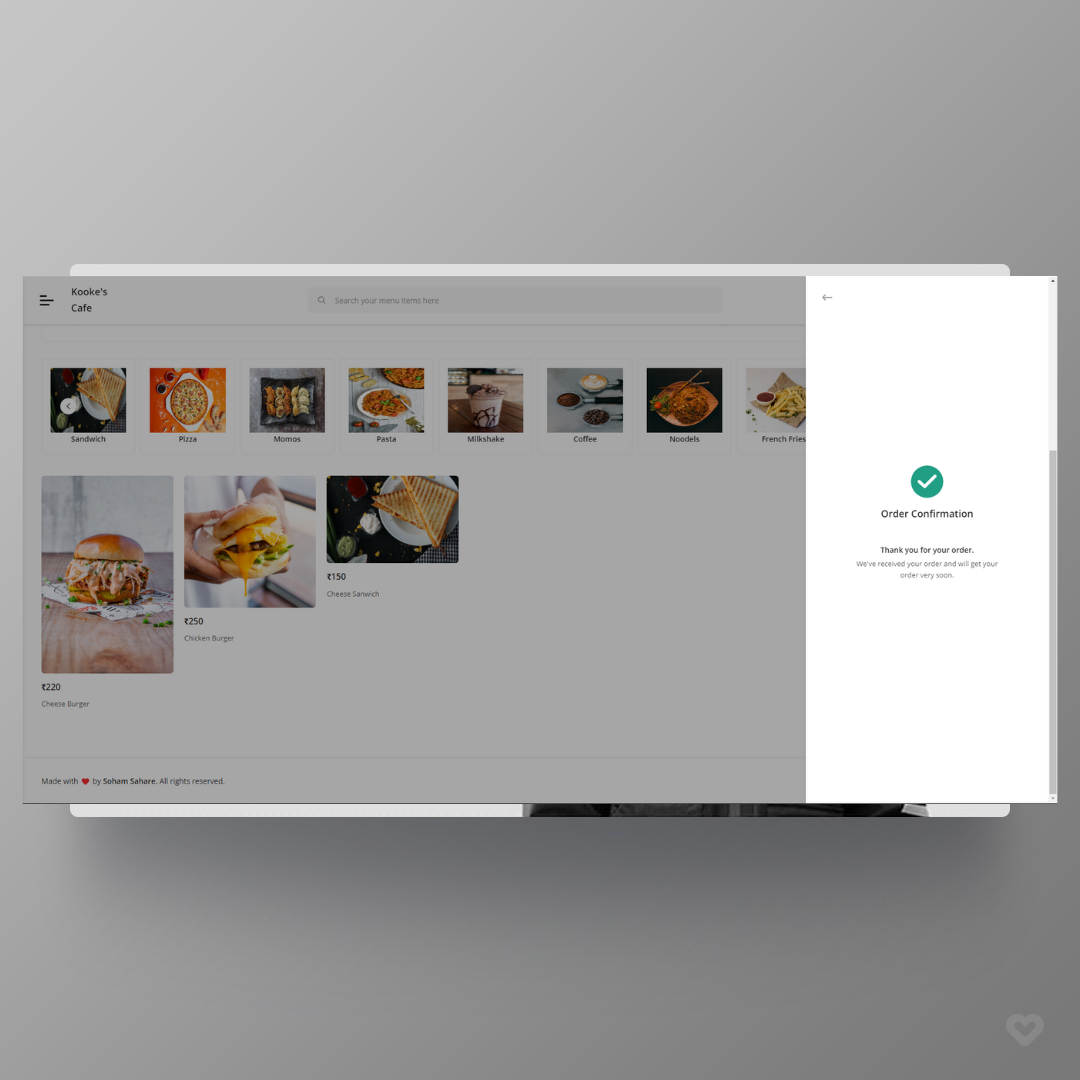 Kooke's
Cafe
Search your menu items here
Sandwich
Pizza
Momos
Pasta
Milkshake
Coffee
Noodels
French Fries
₹220
Cheese Burger
₹250
Chicken Burger
₹150
Cheese Sanwich
Made with ❤ by Soham Sahare. All rights reserved.
Order Confirmation
Thank you for your order.
We've received your order and will get your
order very soon.